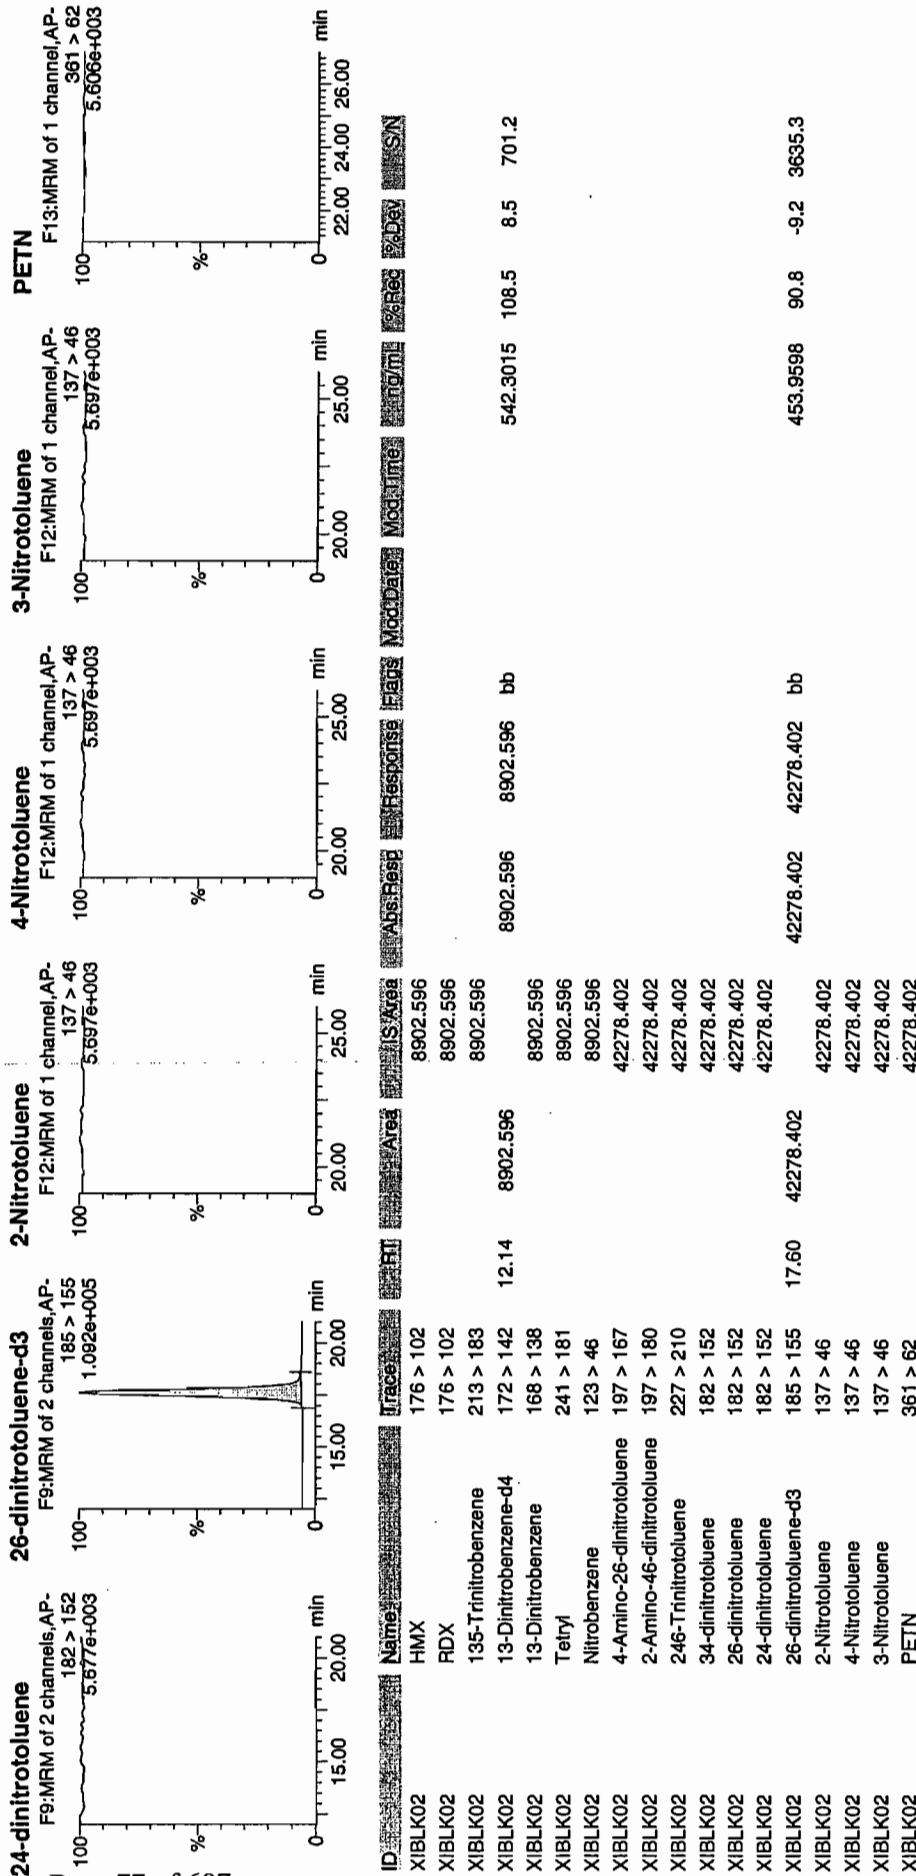 24-dinitrotoluene
F9:MRM of 2 channels,AP-
182 > 152
5.677e+003
100
%
0
15.00 20.00 min
26-dinitrotoluene-d3
F9:MRM of 2 channels,AP-
185 > 155
1.092e+005
100
%
0
15.00 20.00 min
2-Nitrotoluene
F12:MRM of 1 channel,AP-
137 > 46
5.697e+003
100
%
0
20.00 25.00 min
4-Nitrotoluene
F12:MRM of 1 channel,AP-
137 > 46
5.697e+003
100
%
0
20.00 25.00 min
3-Nitrotoluene
F12:MRM of 1 channel,AP-
137 > 46
5.697e+003
100
%
0
20.00 25.00 min
PETN
F13:MRM of 1 channel,AP-
361 > 62
5.606e+003
100
%
0
22.00 24.00 26.00 min
ID Name Trace RT Area IS Area Abs.Resp Response Flags Mod.Date Mod.Time ng/mL %Rec %Dev S/N
XIBLK02 HMX 176 > 102 8902.596
XIBLK02 RDX 176 > 102 8902.596
XIBLK02 135-Trinitrobenzene 213 > 183 8902.596
XIBLK02 13-Dinitrobenzene-d4 172 > 142 12.14 8902.596 8902.596 8902.596 bb 542.3015 108.5 8.5 701.2
XIBLK02 13-Dinitrobenzene 168 > 138 8902.596
XIBLK02 Tetryl 241 > 181 8902.596
XIBLK02 Nitrobenzene 123 > 46 8902.596
XIBLK02 4-Amino-26-dinitrotoluene 197 > 167 42278.402
XIBLK02 2-Amino-46-dinitrotoluene 197 > 180 42278.402
XIBLK02 246-Trinitrotoluene 227 > 210 42278.402
XIBLK02 34-dinitrotoluene 182 > 152 42278.402
XIBLK02 26-dinitrotoluene 182 > 152 42278.402
XIBLK02 24-dinitrotoluene 182 > 152 42278.402
XIBLK02 26-dinitrotoluene-d3 185 > 155 17.60 42278.402 42278.402 42278.402 bb 453.9598 90.8 -9.2 3635.3
XIBLK02 2-Nitrotoluene 137 > 46 42278.402
XIBLK02 4-Nitrotoluene 137 > 46 42278.402
XIBLK02 3-Nitrotoluene 137 > 46 42278.402
XIBLK02 PETN 361 > 62 42278.402